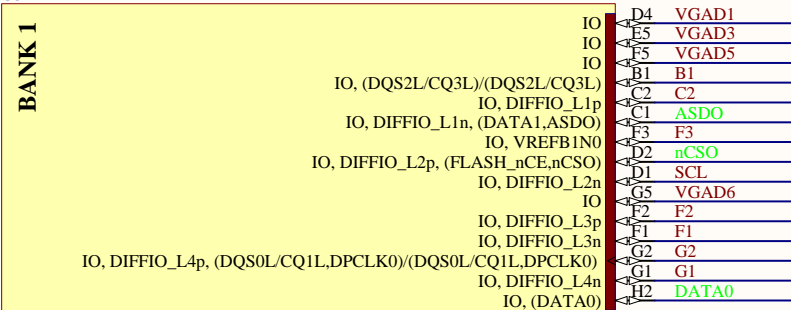 BANK 1
IO D4 VGAD1
IO E5 VGAD3
IO F5 VGAD5
IO, (DQS2L/CQ3L)/(DQS2L/CQ3L) B1 B1
IO, DIFFIO_L1p C2 C2
IO, DIFFIO_L1n, (DATA1,ASDO) C1 ASDO
IO, VREFB1N0 F3 F3
IO, DIFFIO_L2p, (FLASH_nCE,nCSO) D2 nCSO
IO, DIFFIO_L2n D1 SCL
IO G5 VGAD6
IO, DIFFIO_L3p F2 F2
IO, DIFFIO_L3n F1 F1
IO, DIFFIO_L4p, (DQS0L/CQ1L,DPCLK0)/(DQS0L/CQ1L,DPCLK0) G2 G2
IO, DIFFIO_L4n G1 G1
IO, (DATA0) H2 DATA0